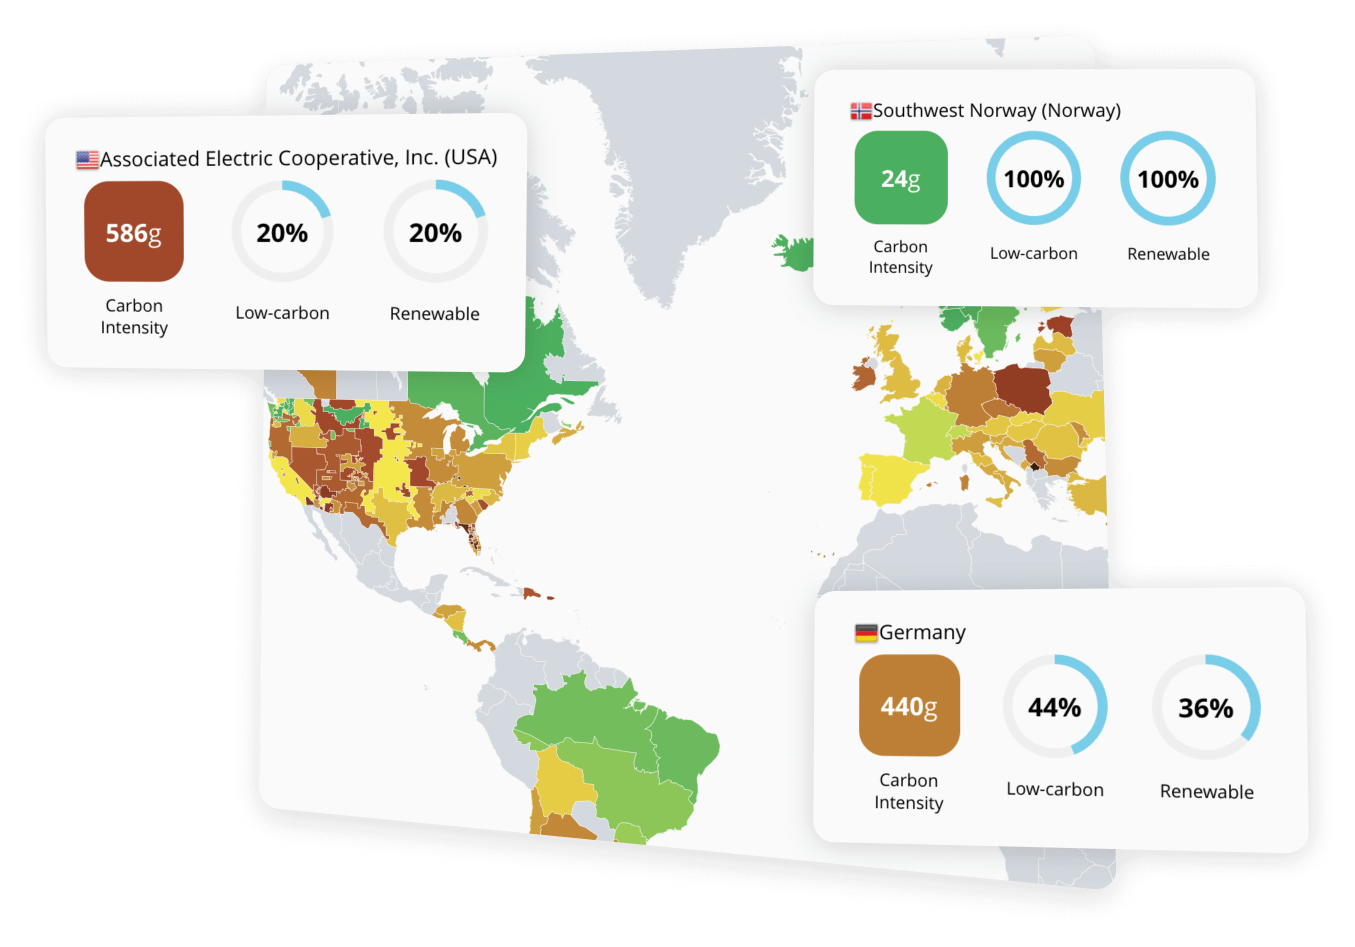 Associated Electric Cooperative, Inc. (USA)
586g
20%
20%
Carbon
Intensity
Low-carbon
Renewable
Southwest Norway (Norway)
24g
100%
100%
Carbon
Intensity
Low-carbon
Renewable
Germany
440g
44%
36%
Carbon
Intensity
Low-carbon
Renewable